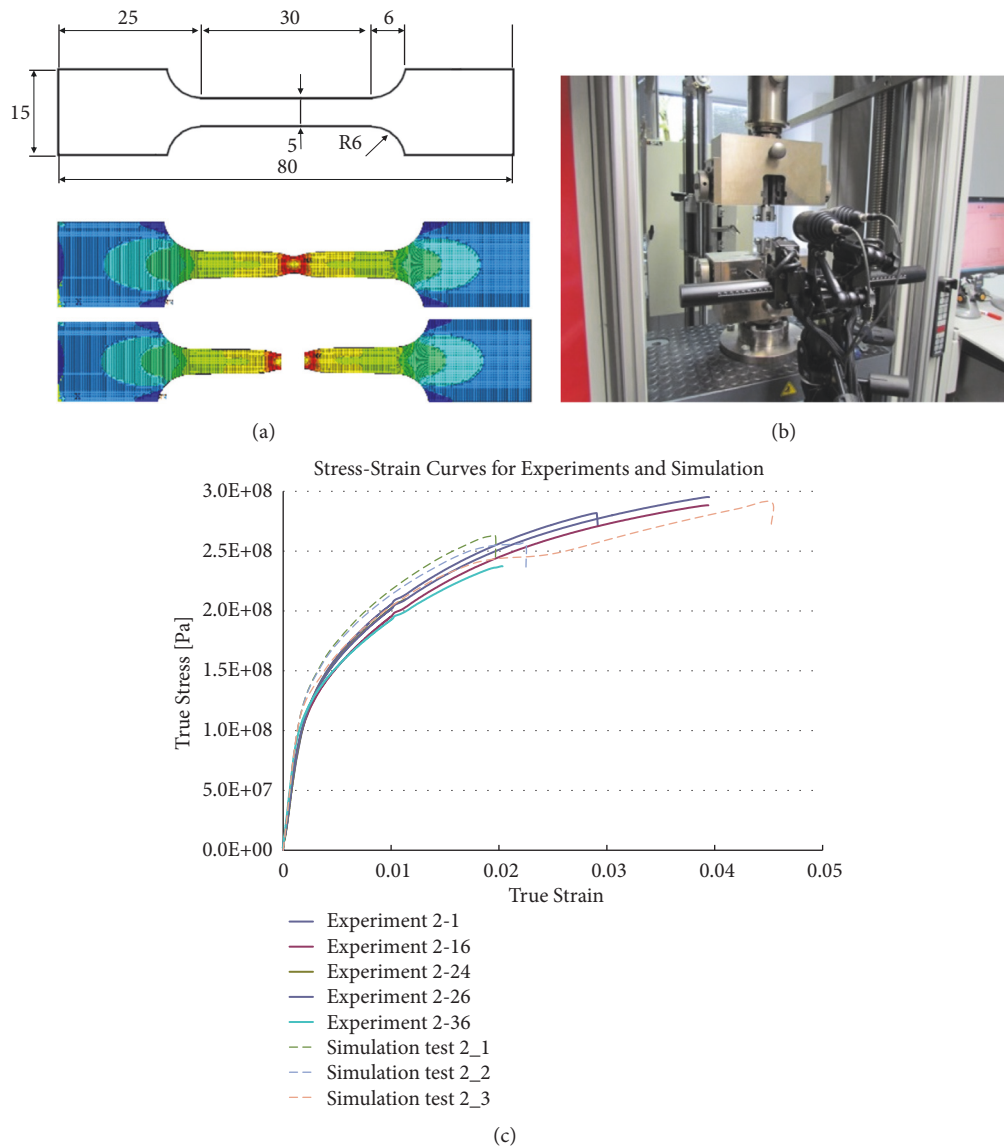 25 30 6
15
5
R6
80
(a)
(b)
Stress-Strain Curves for Experiments and Simulation
3.0E+08
2.5E+08
2.0E+08
1.5E+08
1.0E+08
5.0E+07
0.0E+00
True Stress [Pa]
0 0.01 0.02 0.03 0.04 0.05
True Strain
Experiment 2-1
Experiment 2-16
Experiment 2-24
Experiment 2-26
Experiment 2-36
Simulation test 2_1
Simulation test 2_2
Simulation test 2_3
(c)